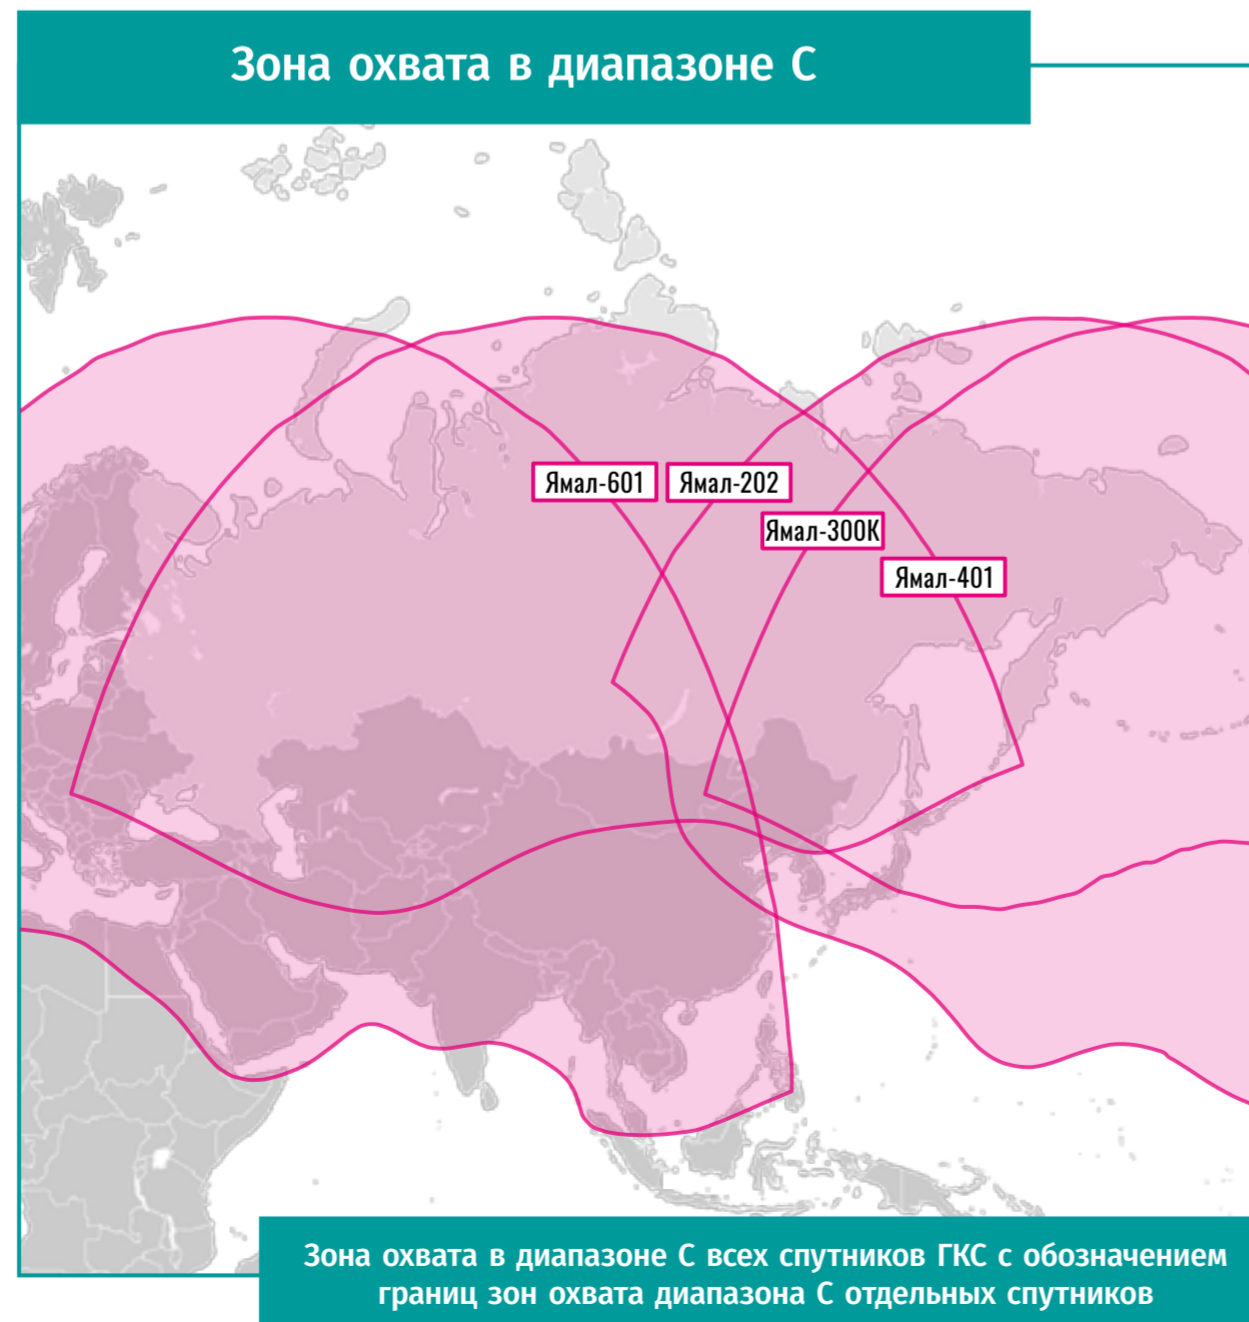 Зона охвата в диапазоне С
Ямал-601
Ямал-202
Ямал-300К
Ямал-401
Зона охвата в диапазоне С всех спутников ГКС с обозначением
границ зон охвата диапазона С отдельных спутников